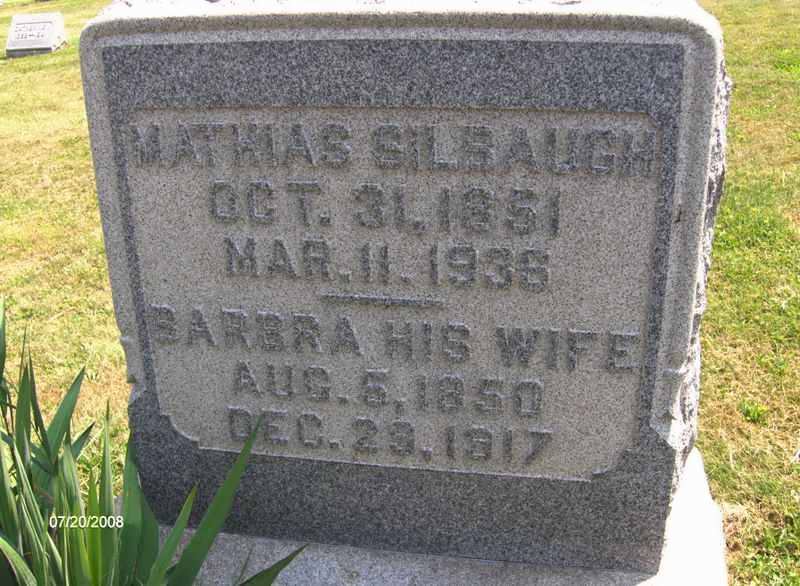 MATHIAS SILBAUGH
OCT. 31, 1851
MAR. 11. 1936
BARBRA HIS WIFE
AUG. 5, 1850
DEC. 29, 1917
07/20/2008